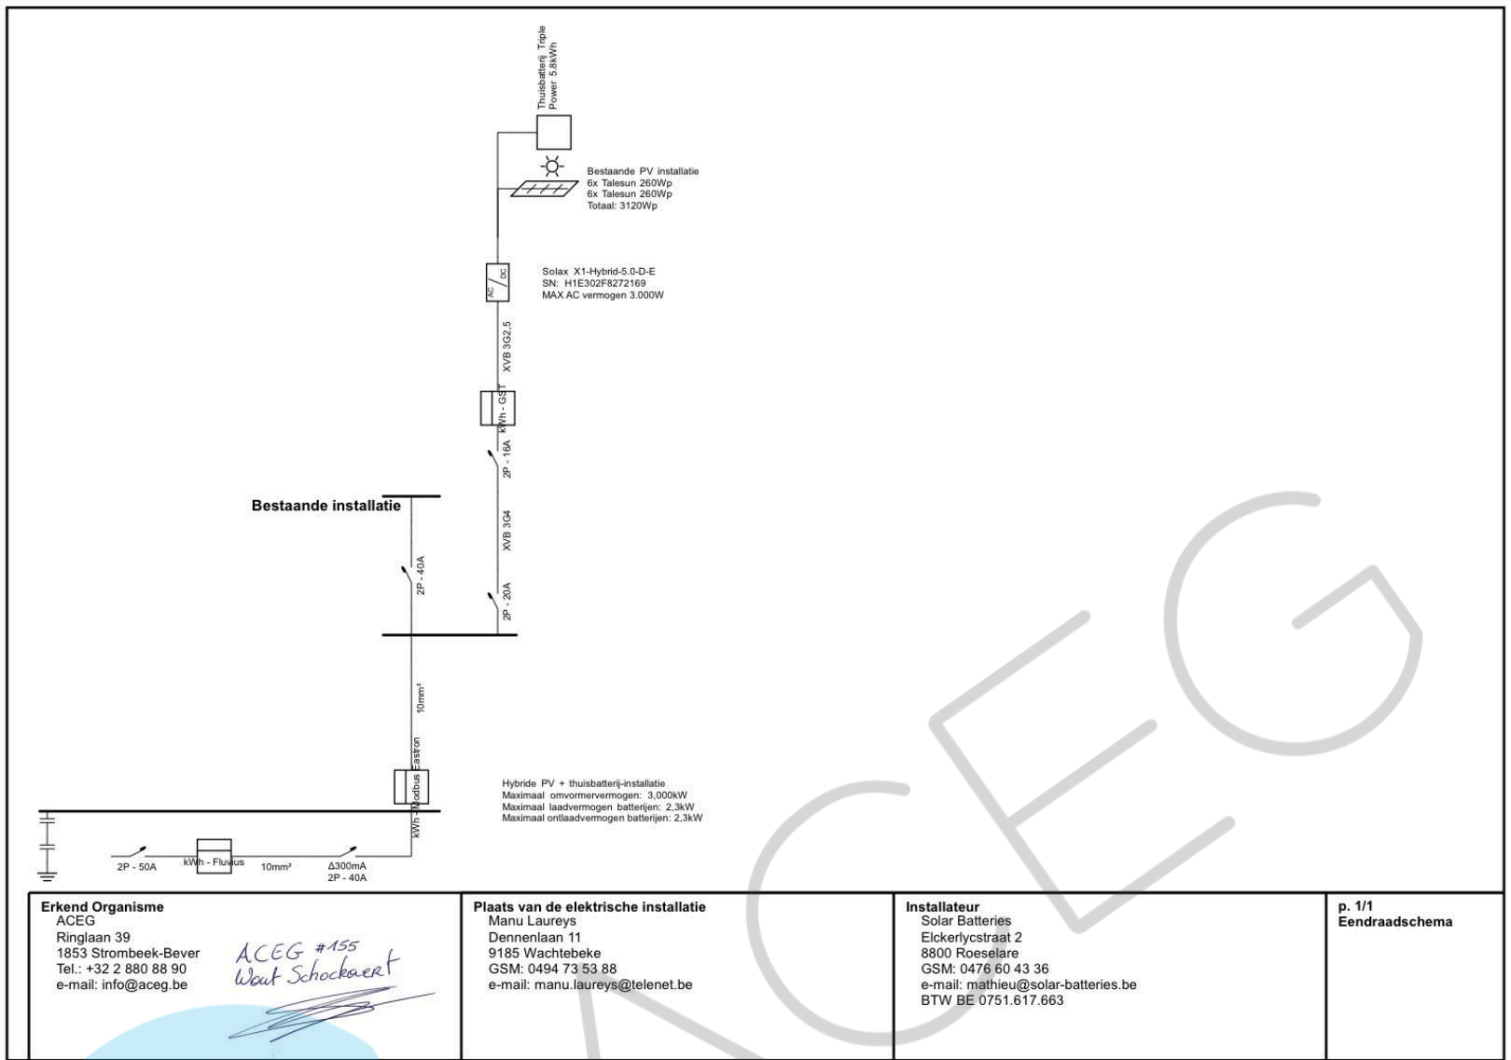 Thuisbatterij Triple
Power 5.8kWh
Bestaande PV installatie
6x Talesun 260Wp
6x Talesun 260Wp
Totaal: 3120Wp
AC
DC
Solax X1-Hybrid-5.0-D-E
SN: H1E302F8272169
MAX AC vermogen 3.000W
XVB 3G2,5
kWh - GST
2P - 16A
Bestaande installatie
XVB 3G4
2P - 40A
2P - 20A
10mm²
kWh - Modbus Eastron
Hybride PV + thuisbatterij-installatie
Maximaal omvormervermogen: 3,000kW
Maximaal laadvermogen batterijen: 2,3kW
Maximaal ontlaadvermogen batterijen: 2,3kW
2P - 50A
kWh - Fluvius
10mm²
Δ300mA
2P - 40A
Erkend Organisme
ACEG
Ringlaan 39
1853 Strombeek-Bever
Tel.: +32 2 880 88 90
e-mail: info@aceg.be
ACEG #155
Wout Schockaert
Plaats van de elektrische installatie
Manu Laureys
Dennenlaan 11
9185 Wachtebeke
GSM: 0494 73 53 88
e-mail: manu.laureys@telenet.be
Installateur
Solar Batteries
Elckerlycstraat 2
8800 Roeselare
GSM: 0476 60 43 36
e-mail: mathieu@solar-batteries.be
BTW BE 0751.617.663
p. 1/1
Eendraadschema
ACEG